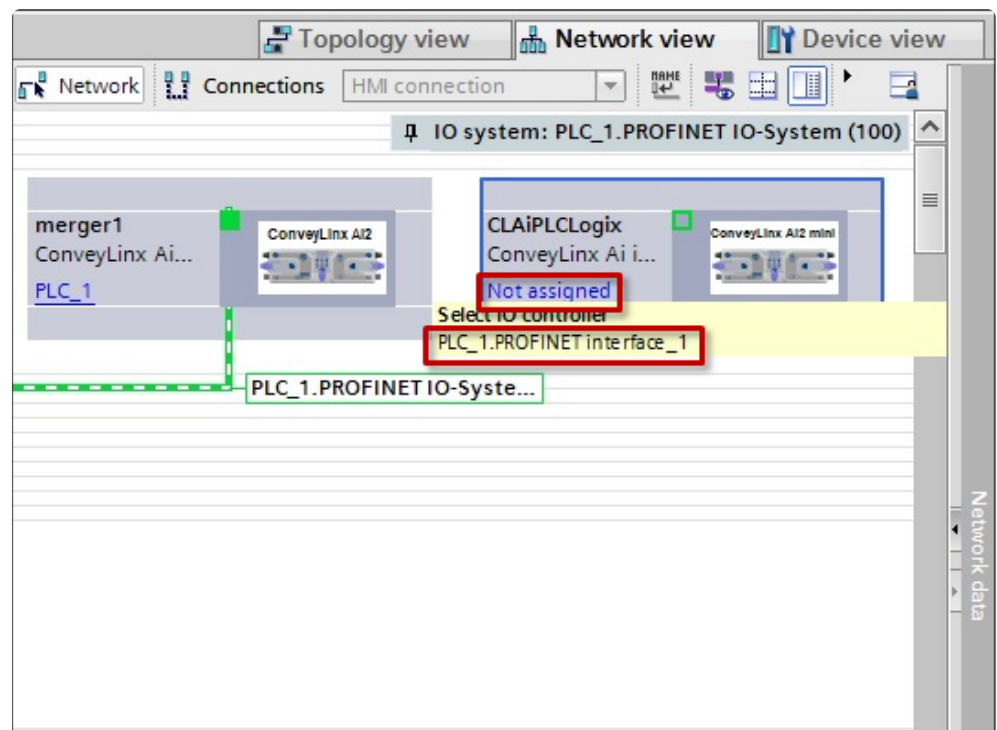 Topology view
Network view
Device view
Network
Connections
HMI connection
NAME
IO system: PLC_1.PROFINET IO-System (100)
merger1
ConveyLinx Ai...
PLC_1
ConveyLinx AI2
CLAiPLCLogix
ConveyLinx Ai i...
Not assigned
ConveyLinx AI2 mini
Select IO controller
PLC_1.PROFINET interface_1
PLC_1.PROFINET IO-Syste...
Network data